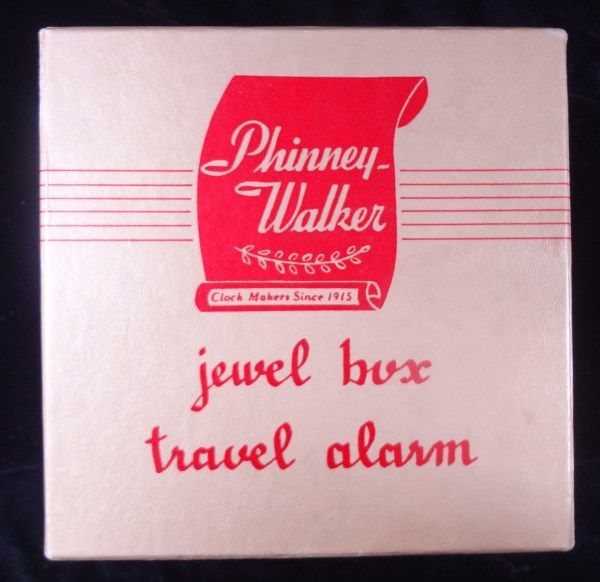 Phinney-
Walker
Clock Makers Since 1915
jewel box
travel alarm